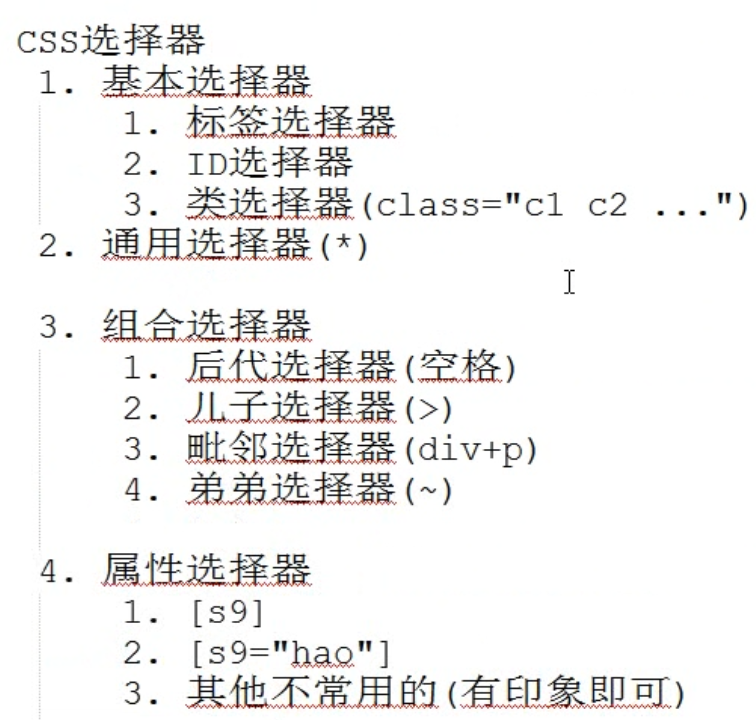 CSS选择器
1. 基本选择器
1. 标签选择器
2. ID选择器
3. 类选择器(class="c1 c2 ...")
2. 通用选择器(*)
3. 组合选择器
1. 后代选择器(空格)
2. 儿子选择器(>)
3. 毗邻选择器(div+p)
4. 弟弟选择器(~)
4. 属性选择器
1. [s9]
2. [s9="hao"]
3. 其他不常用的(有印象即可)